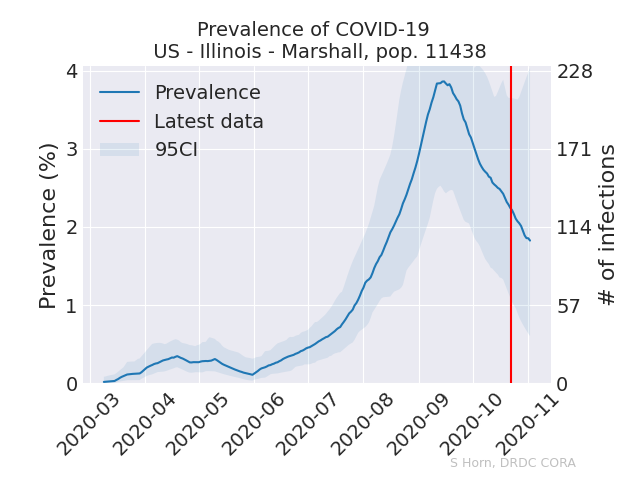 Prevalence of COVID-19
US - Illinois - Marshall, pop. 11438
Prevalence
Latest data
95CI
Prevalence (%)
4
3
2
1
0
# of infections
228
171
114
57
0
2020-03
2020-04
2020-05
2020-06
2020-07
2020-08
2020-09
2020-10
2020-11
S Horn, DRDC CORA